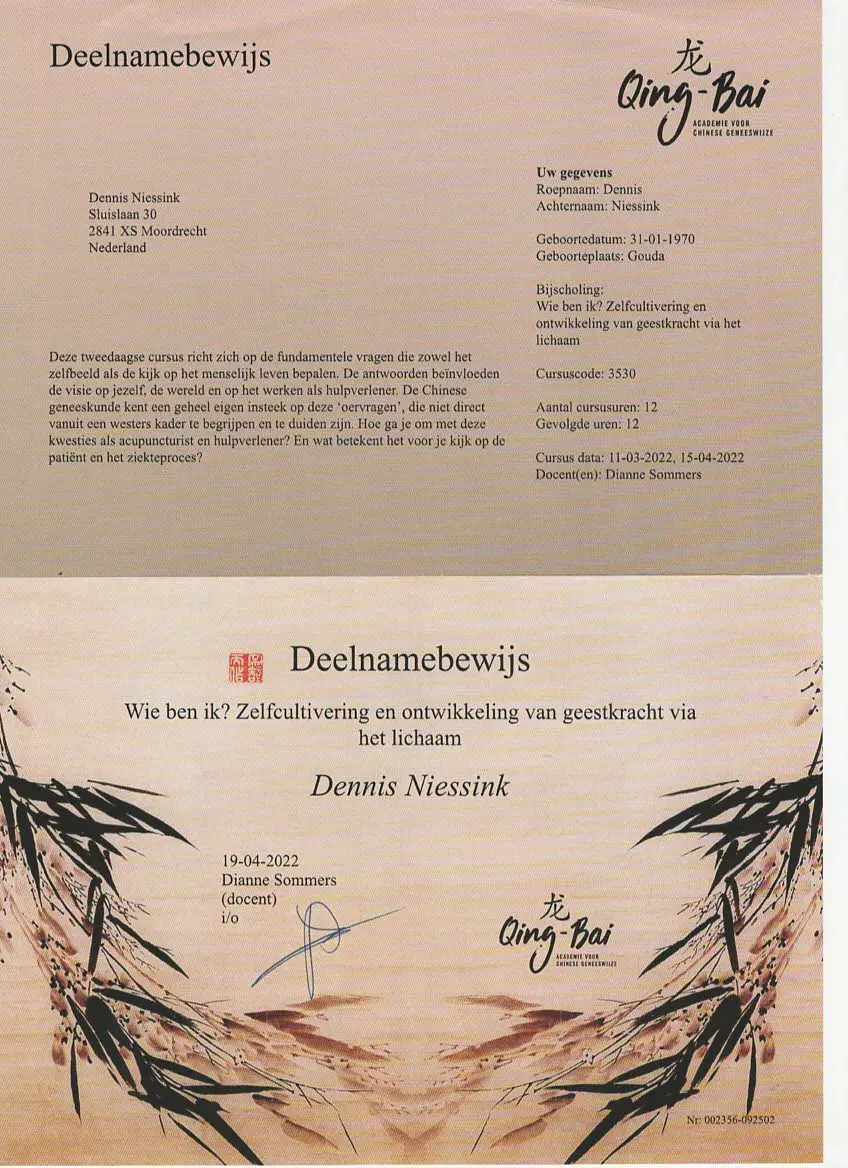 Deelnamebewijs
龙
Qing-Bai
ACADEMIE VOOR
CHINESE GENEESWIJZE
Dennis Niessink
Sluislaan 30
2841 XS Moordrecht
Nederland
Uw gegevens
Roepnaam: Dennis
Achternaam: Niessink
Geboortedatum: 31-01-1970
Geboorteplaats: Gouda
Bijscholing:
Wie ben ik? Zelfcultivering en
ontwikkeling van geestkracht via het
lichaam
Cursuscode: 3530
Aantal cursusuren: 12
Gevolgde uren: 12
Cursus data: 11-03-2022, 15-04-2022
Docent(en): Dianne Sommers
Deze tweedaagse cursus richt zich op de fundamentele vragen die zowel het
zelfbeeld als de kijk op het menselijk leven bepalen. De antwoorden beïnvloeden
de visie op jezelf, de wereld en op het werken als hulpverlener. De Chinese
geneeskunde kent een geheel eigen insteek op deze ‘oervragen’, die niet direct
vanuit een westers kader te begrijpen en te duiden zijn. Hoe ga je om met deze
kwesties als acupuncturist en hulpverlener? En wat betekent het voor je kijk op de
patiënt en het ziekteproces?
Deelnamebewijs
Wie ben ik? Zelfcultivering en ontwikkeling van geestkracht via
het lichaam
Dennis Niessink
19-04-2022
Dianne Sommers
(docent)
i/o
龙
Qing-Bai
ACADEMIE VOOR
CHINESE GENEESWIJZE
Nr: 002356-092502